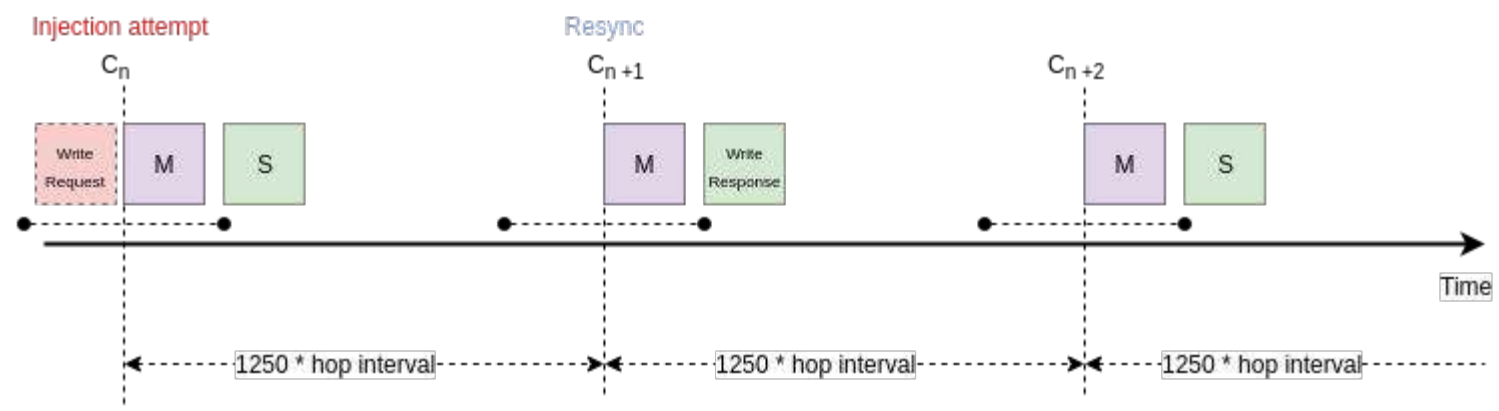 Injection attempt
Resync
Cn
Cn +1
Cn +2
Write
Request
M
S
M
Write
Response
M
S
Time
1250 * hop interval
1250 * hop interval
1250 * hop interval